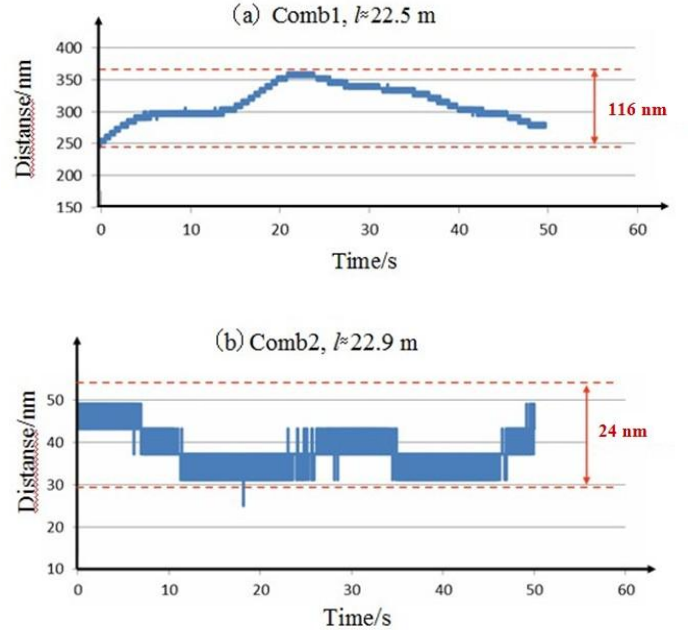 (a) Comb1, l≈22.5 m
Distanse/nm
400
350
300
250
200
150
116 nm
0 10 20 30 40 50 60
Time/s
(b) Comb2, l≈22.9 m
Distanse/nm
50
40
30
20
10
24 nm
0 10 20 30 40 50 60
Time/s